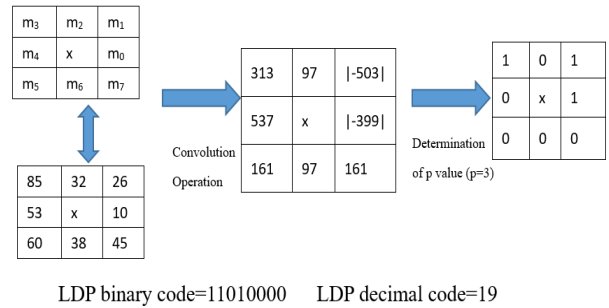 m₃ m₂ m₁
m₄ x m₀
m₅ m₆ m₇
85 32 26
53 x 10
60 38 45
Convolution
Operation
313 97 |-503|
537 x |-399|
161 97 161
Determination
of p value (p=3)
1 0 1
0 x 1
0 0 0
LDP binary code=11010000 LDP decimal code=19